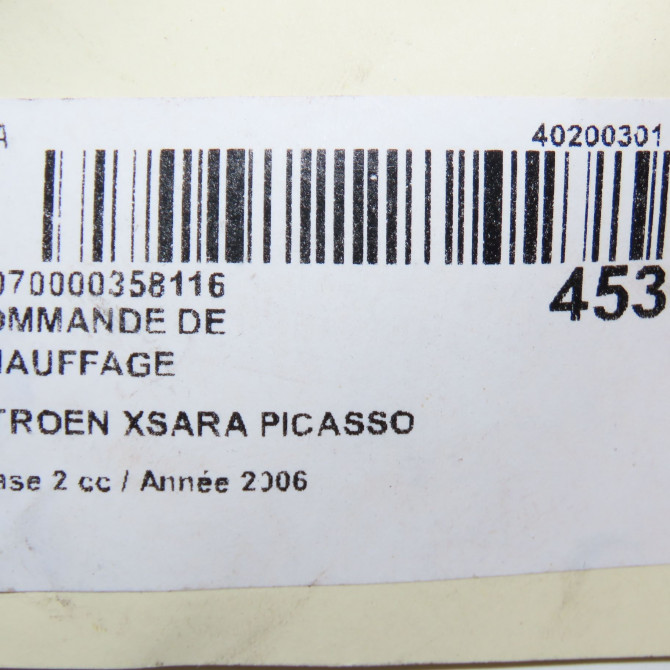 A 40200301
070000358116 453
OMMANDE DE
HAUFFAGE
TROEN XSARA PICASSO
ase 2 cc / Année 2006